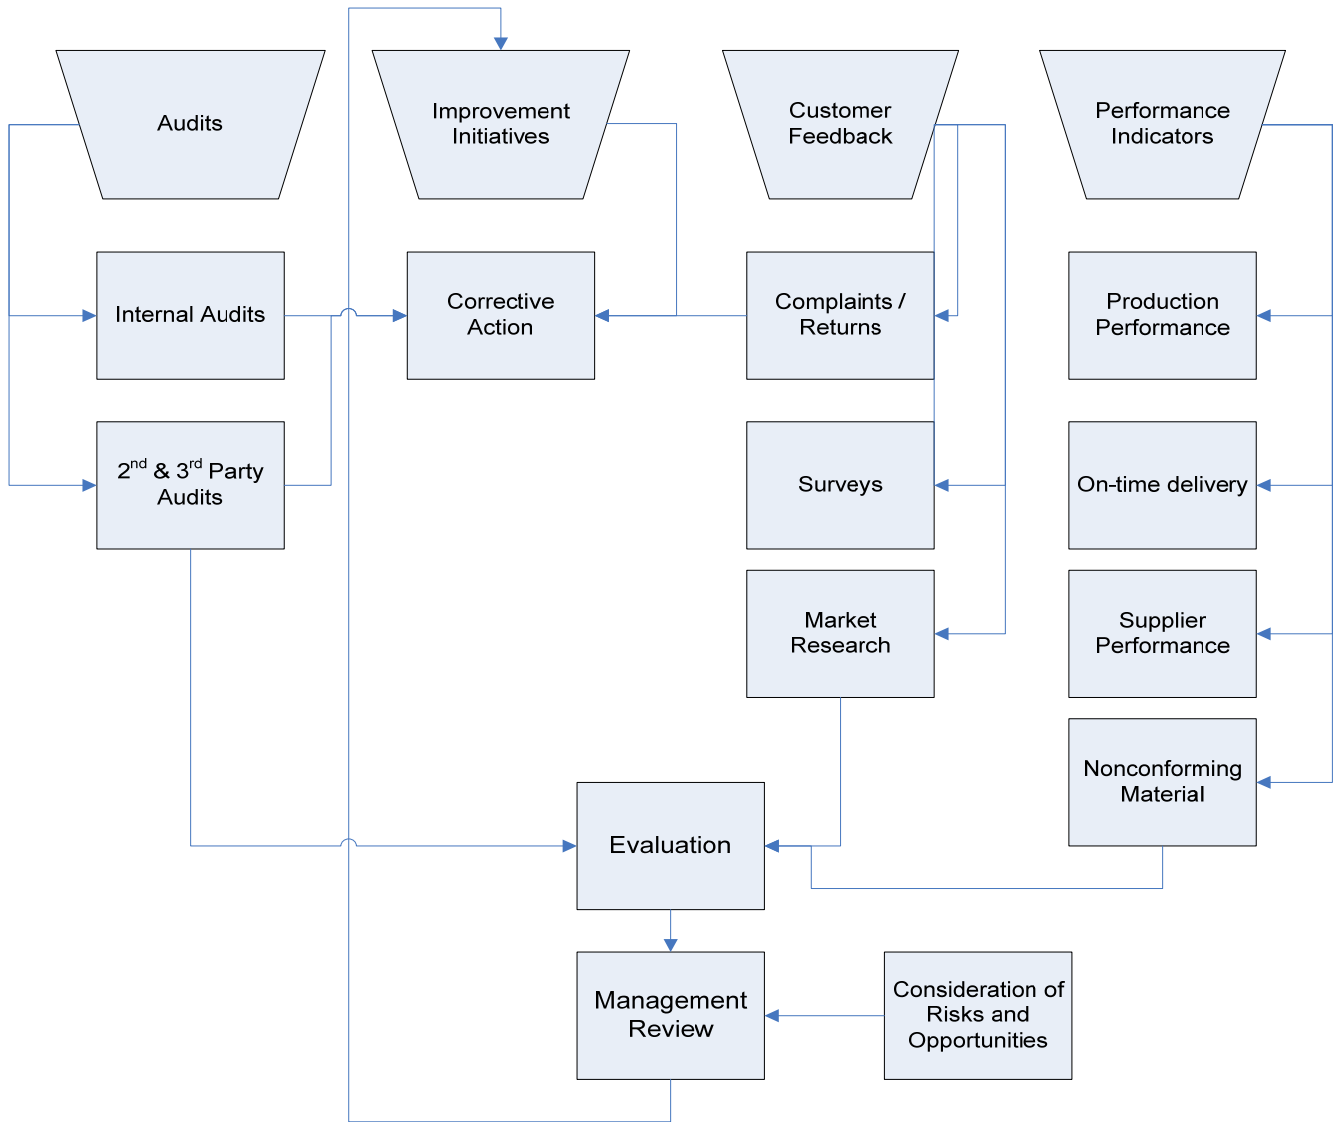 Audits
Improvement
Initiatives
Customer
Feedback
Performance
Indicators
Internal Audits
Corrective
Action
Complaints /
Returns
Production
Performance
2nd & 3rd Party
Audits
Surveys
On-time delivery
Market
Research
Supplier
Performance
Nonconforming
Material
Evaluation
Management
Review
Consideration of
Risks and
Opportunities